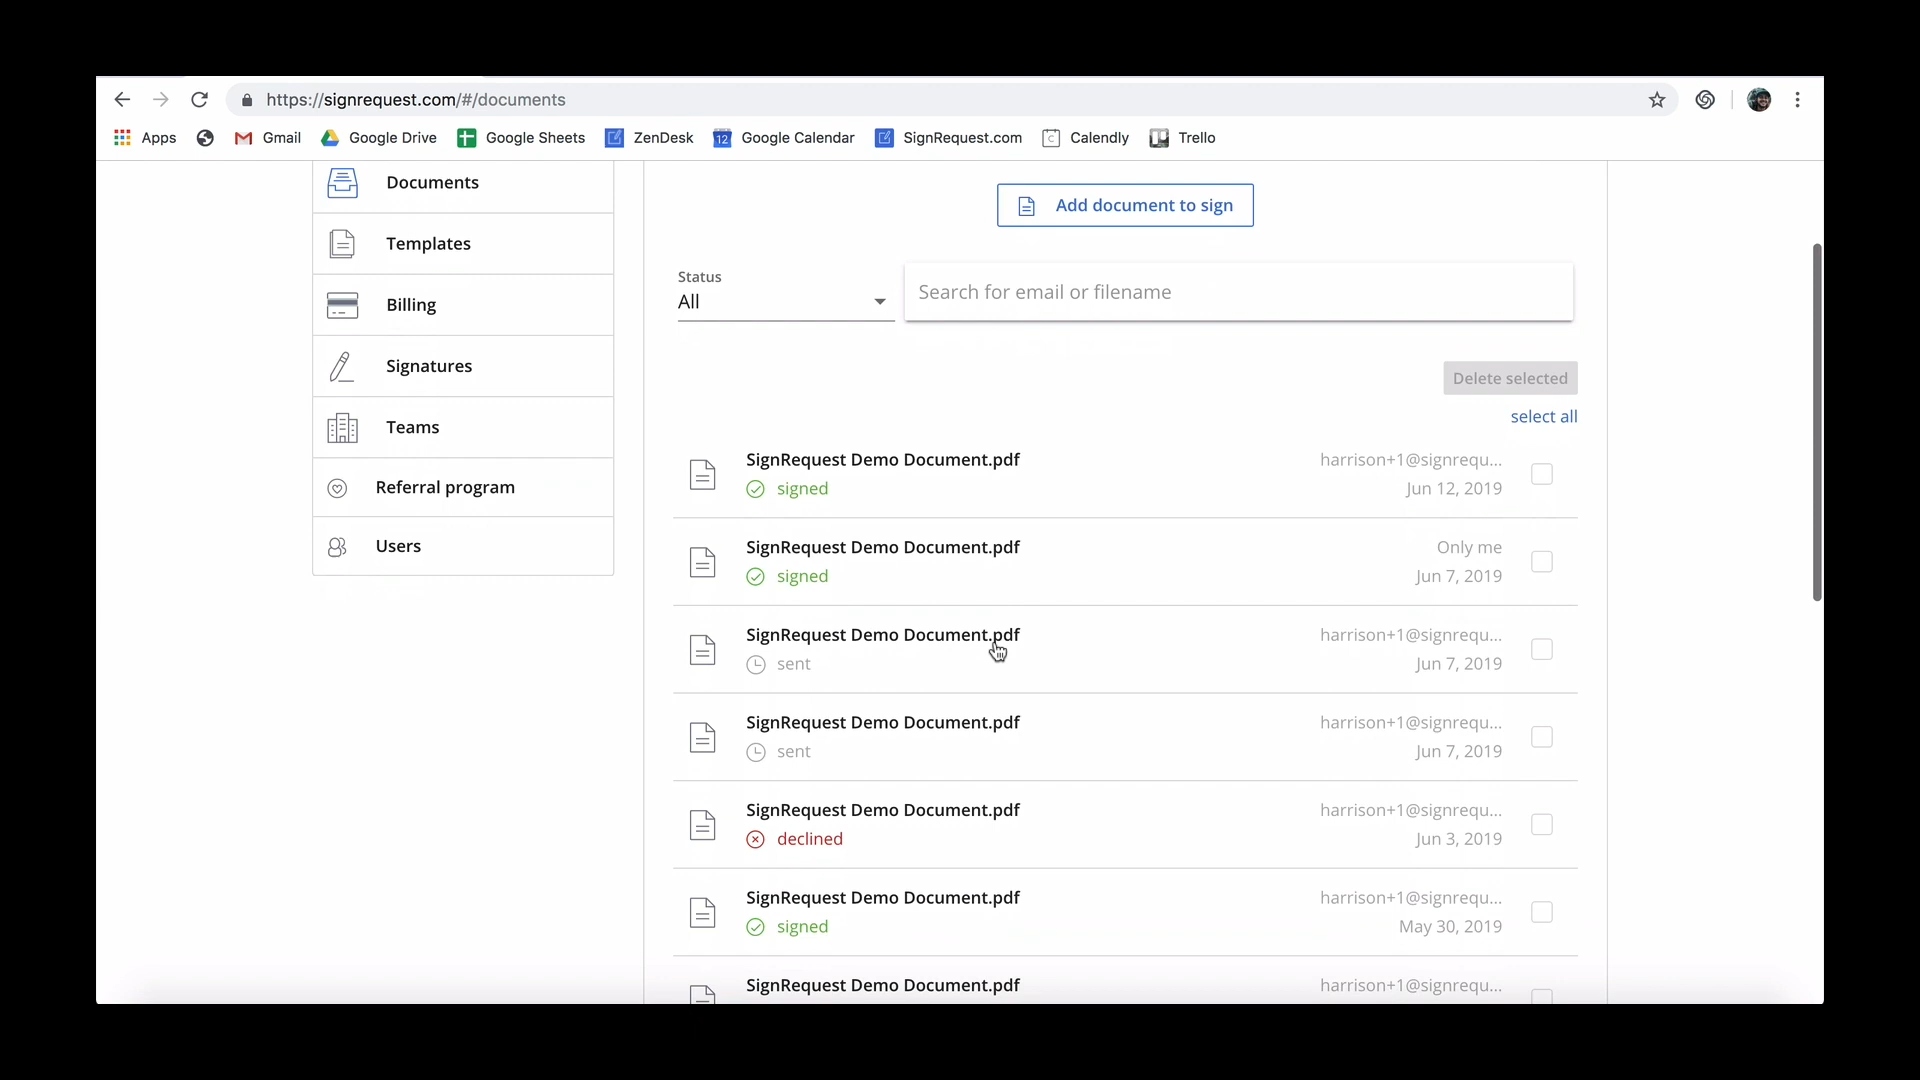 https://signrequest.com/#/documents
Apps Gmail Google Drive Google Sheets ZenDesk 12 Google Calendar SignRequest.com Calendly Trello
Documents
Templates
Billing
Signatures
Teams
Referral program
Users
Add document to sign
Status
All
Search for email or filename
Delete selected
select all
SignRequest Demo Document.pdf harrison+1@signrequ...
signed Jun 12, 2019
SignRequest Demo Document.pdf Only me
signed Jun 7, 2019
SignRequest Demo Document.pdf harrison+1@signrequ...
sent Jun 7, 2019
SignRequest Demo Document.pdf harrison+1@signrequ...
sent Jun 7, 2019
SignRequest Demo Document.pdf harrison+1@signrequ...
declined Jun 3, 2019
SignRequest Demo Document.pdf harrison+1@signrequ...
signed May 30, 2019
SignRequest Demo Document.pdf harrison+1@signrequ...